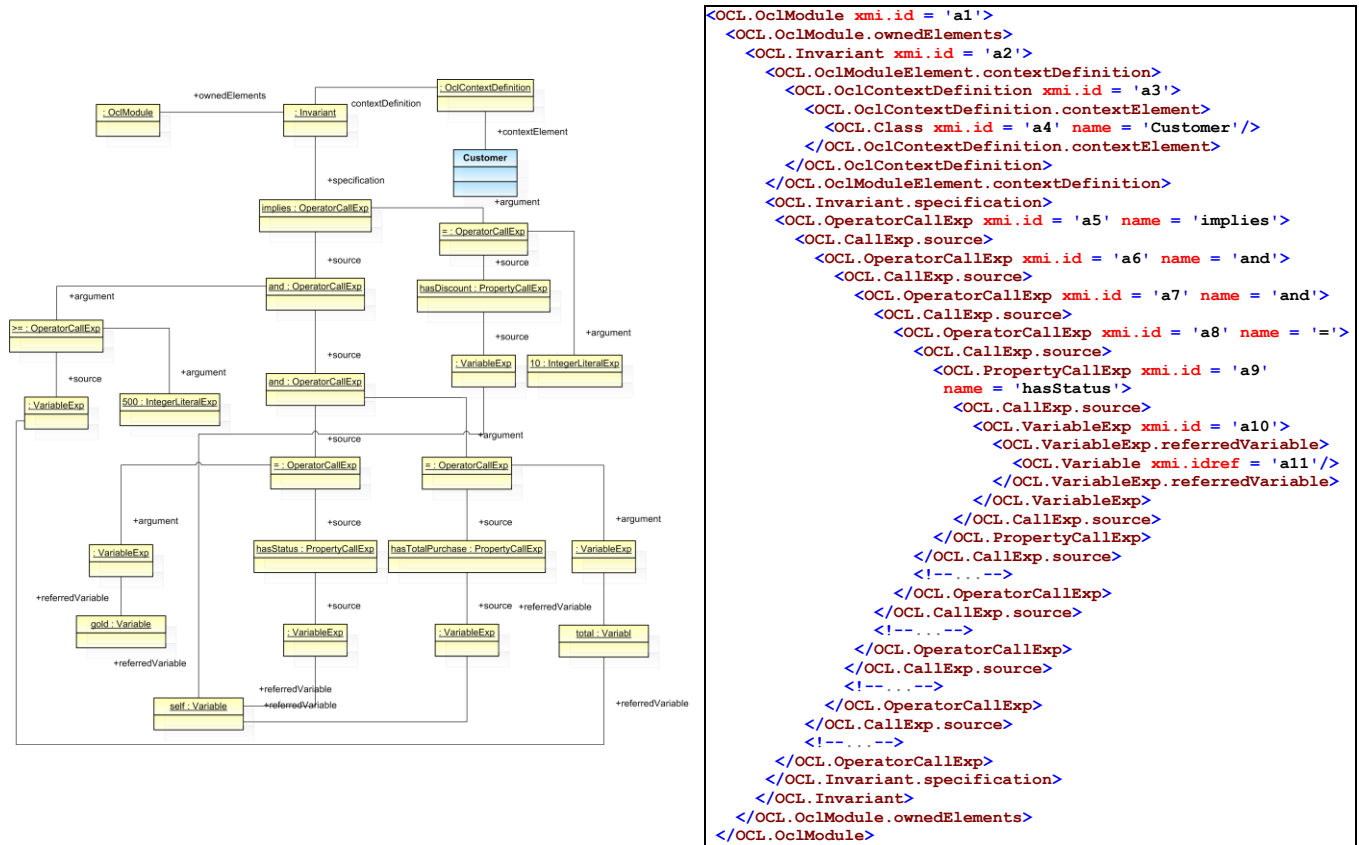 +ownedElements
: OclModule
: Invariant
contextDefinition
: OclContextDefinition
+contextElement
Customer
+specification
implies : OperatorCallExp
+argument
= : OperatorCallExp
+source
+source
and : OperatorCallExp
hasDiscount : PropertyCallExp
+argument
>= : OperatorCallExp
+source
+source
+argument
: VariableExp
10 : IntegerLiteralExp
+source
+argument
and : OperatorCallExp
: VariableExp
500 : IntegerLiteralExp
+source
+argument
= : OperatorCallExp
= : OperatorCallExp
+argument
+source
+source
+argument
: VariableExp
hasStatus : PropertyCallExp
hasTotalPurchase : PropertyCallExp
: VariableExp
+referredVariable
+source
+source
+referredVariable
gold : Variable
: VariableExp
: VariableExp
total : Variabl
+referredVariable
+referredVariable
self : Variable
+referredVariable
+referredVariable
<OCL.OclModule xmi.id = 'a1'>
<OCL.OclModule.ownedElements>
<OCL.Invariant xmi.id = 'a2'>
<OCL.OclModuleElement.contextDefinition>
<OCL.OclContextDefinition xmi.id = 'a3'>
<OCL.OclContextDefinition.contextElement>
<OCL.Class xmi.id = 'a4' name = 'Customer'/>
</OCL.OclContextDefinition.contextElement>
</OCL.OclContextDefinition>
</OCL.OclModuleElement.contextDefinition>
<OCL.Invariant.specification>
<OCL.OperatorCallExp xmi.id = 'a5' name = 'implies'>
<OCL.CallExp.source>
<OCL.OperatorCallExp xmi.id = 'a6' name = 'and'>
<OCL.CallExp.source>
<OCL.OperatorCallExp xmi.id = 'a7' name = 'and'>
<OCL.CallExp.source>
<OCL.OperatorCallExp xmi.id = 'a8' name = '='>
<OCL.CallExp.source>
<OCL.PropertyCallExp xmi.id = 'a9'
name = 'hasStatus'>
<OCL.CallExp.source>
<OCL.VariableExp xmi.id = 'a10'>
<OCL.VariableExp.referredVariable>
<OCL.Variable xmi.idref = 'a11'/>
</OCL.VariableExp.referredVariable>
</OCL.VariableExp>
</OCL.CallExp.source>
</OCL.PropertyCallExp>
</OCL.CallExp.source>
<!--...-->
</OCL.OperatorCallExp>
</OCL.CallExp.source>
<!--...-->
</OCL.OperatorCallExp>
</OCL.CallExp.source>
<!--...-->
</OCL.OperatorCallExp>
</OCL.CallExp.source>
<!--...-->
</OCL.OperatorCallExp>
</OCL.Invariant.specification>
</OCL.Invariant>
</OCL.OclModule.ownedElements>
</OCL.OclModule>